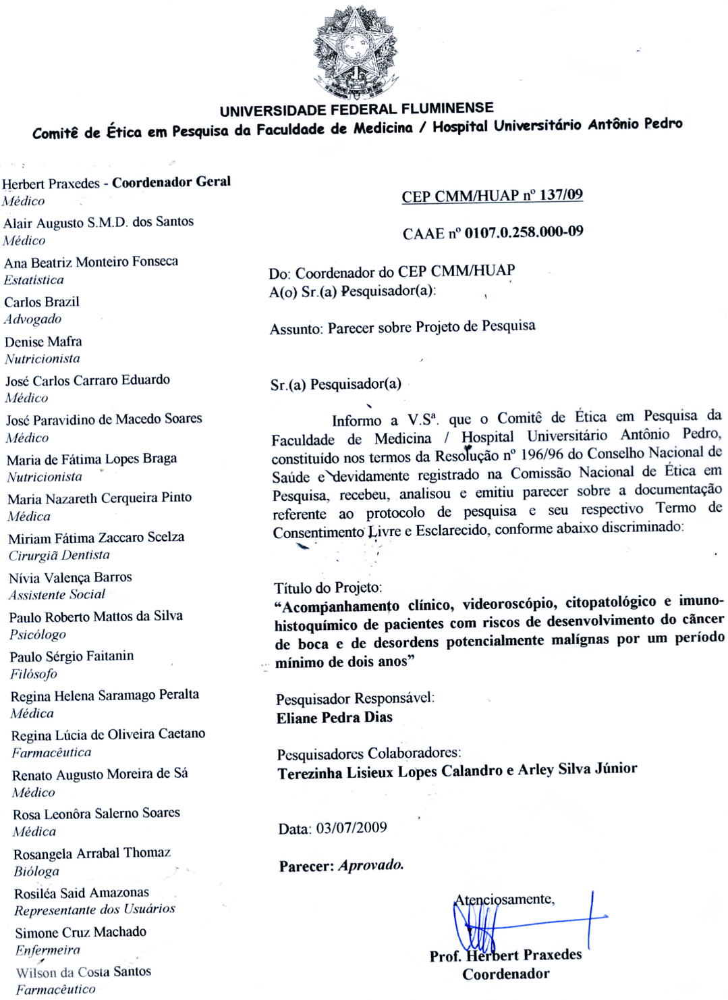 UNIVERSIDADE FEDERAL FLUMINENSE
Comitê de Ética em Pesquisa da Faculdade de Medicina / Hospital Universitário Antônio Pedro
Herbert Praxedes - Coordenador Geral
Médico
Alair Augusto S.M.D. dos Santos
Médico
Ana Beatriz Monteiro Fonseca
Estatística
Carlos Brazil
Advogado
Denise Mafra
Nutricionista
José Carlos Carraro Eduardo
Médico
José Paravidino de Macedo Soares
Médico
Maria de Fátima Lopes Braga
Nutricionista
Maria Nazareth Cerqueira Pinto
Médica
Miriam Fátima Zaccaro Scelza
Cirurgiã Dentista
Nívia Valença Barros
Assistente Social
Paulo Roberto Mattos da Silva
Psicólogo
Paulo Sérgio Faitanin
Filósofo
Regina Helena Saramago Peralta
Médica
Regina Lúcia de Oliveira Caetano
Farmacêutica
Renato Augusto Moreira de Sá
Médico
Rosa Leonôra Salerno Soares
Médica
Rosangela Arrabal Thomaz
Bióloga
Rosiléa Said Amazonas
Representante dos Usuários
Simone Cruz Machado
Enfermeira
Wilson da Costa Santos
Farmacêutico
CEP CMM/HUAP nº 137/09
CAAE nº 0107.0.258.000-09
Do: Coordenador do CEP CMM/HUAP
A(o) Sr.(a) Pesquisador(a):
Assunto: Parecer sobre Projeto de Pesquisa
Sr.(a) Pesquisador(a)
Informo a V.Sª. que o Comitê de Ética em Pesquisa da
Faculdade de Medicina / Hospital Universitário Antônio Pedro,
constituído nos termos da Resolução nº 196/96 do Conselho Nacional de
Saúde e devidamente registrado na Comissão Nacional de Ética em
Pesquisa, recebeu, analisou e emitiu parecer sobre a documentação
referente ao protocolo de pesquisa e seu respectivo Termo de
Consentimento Livre e Esclarecido, conforme abaixo discriminado:
Título do Projeto:
“Acompanhamento clínico, videoroscópio, citopatológico e imuno-
histoquímico de pacientes com riscos de desenvolvimento do cãncer
de boca e de desordens potencialmente malígnas por um período
mínimo de dois anos”
Pesquisador Responsável:
Eliane Pedra Dias
Pesquisadores Colaboradores:
Terezinha Lisieux Lopes Calandro e Arley Silva Júnior
Data: 03/07/2009
Parecer: Aprovado.
Atenciosamente,
Prof. Herbert Praxedes
Coordenador